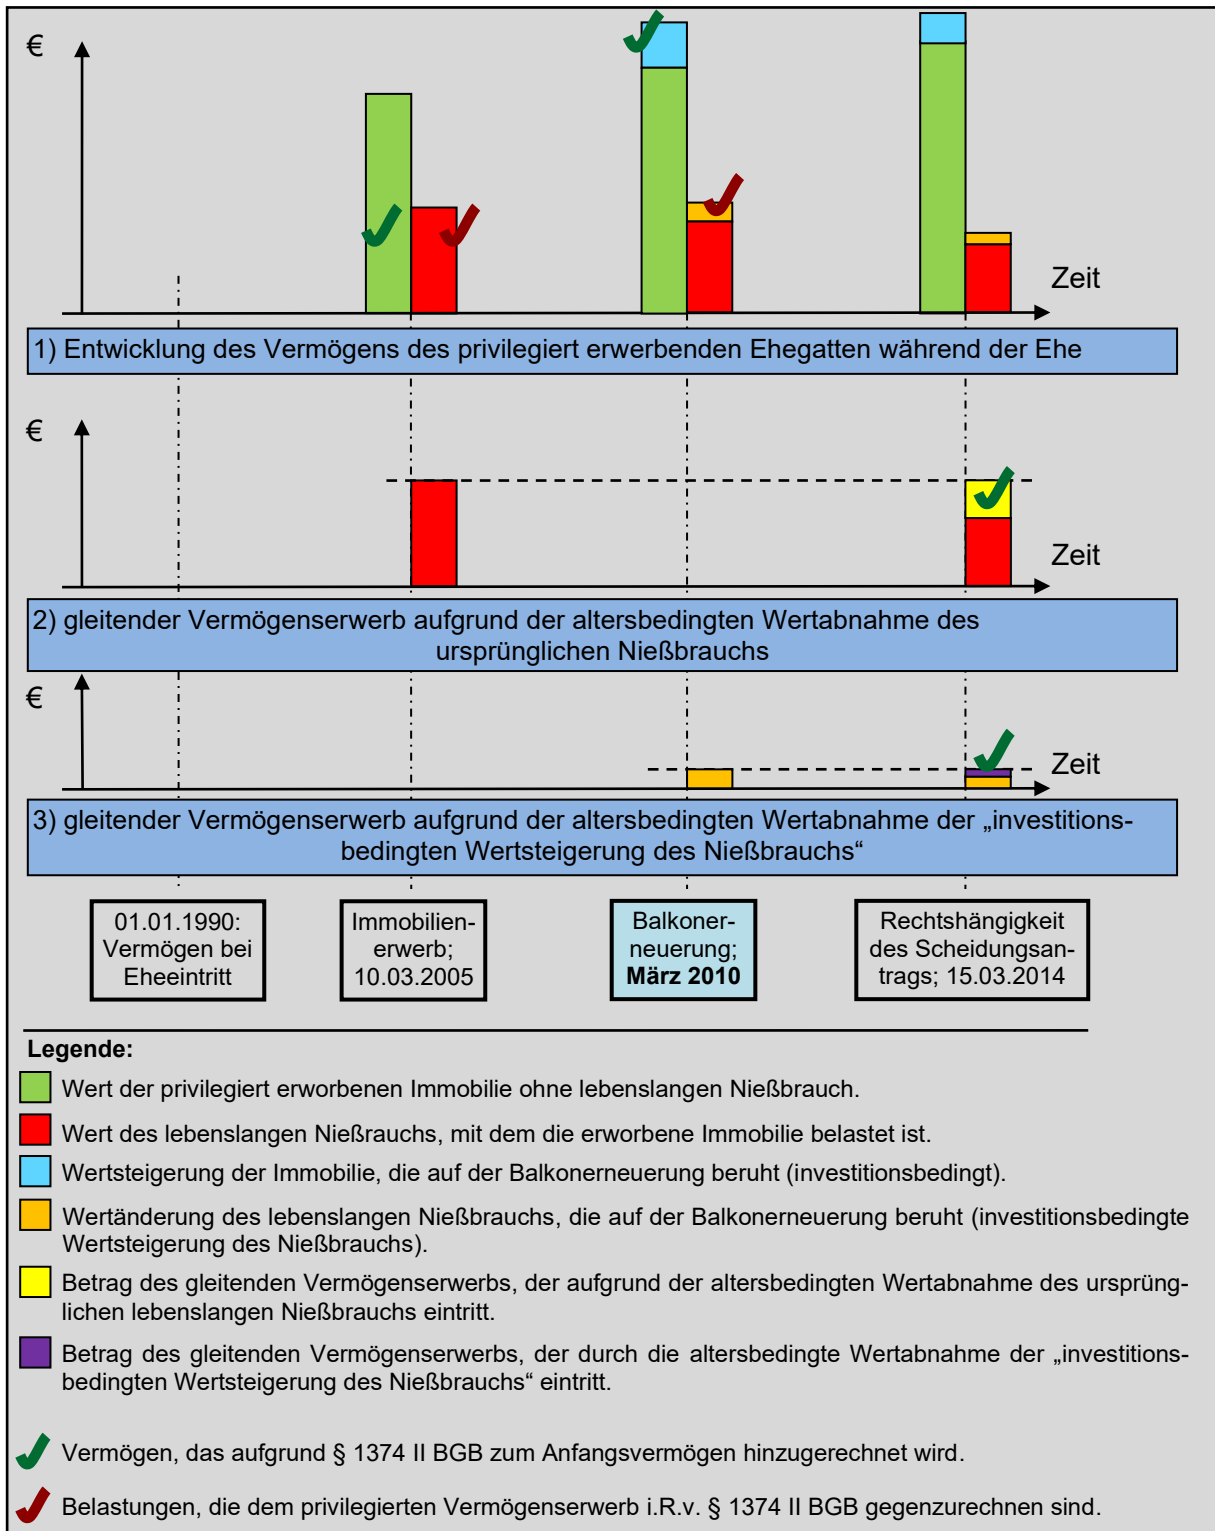 €
Zeit
1) Entwicklung des Vermögens des privilegiert erwerbenden Ehegatten während der Ehe
€
Zeit
2) gleitender Vermögenserwerb aufgrund der altersbedingten Wertabnahme des
ursprünglichen Nießbrauchs
€
Zeit
3) gleitender Vermögenserwerb aufgrund der altersbedingten Wertabnahme der „investitions-
bedingten Wertsteigerung des Nießbrauchs“
01.01.1990:
Vermögen bei
Eheeintritt
Immobilien-
erwerb;
10.03.2005
Balkoner-
neuerung;
März 2010
Rechtshängigkeit
des Scheidungsan-
trags; 15.03.2014
Legende:
Wert der privilegiert erworbenen Immobilie ohne lebenslangen Nießbrauch.
Wert des lebenslangen Nießrauchs, mit dem die erworbene Immobilie belastet ist.
Wertsteigerung der Immobilie, die auf der Balkonerneuerung beruht (investitionsbedingt).
Wertänderung des lebenslangen Nießbrauchs, die auf der Balkonerneuerung beruht (investitionsbedingte
Wertsteigerung des Nießbrauchs).
Betrag des gleitenden Vermögenserwerbs, der aufgrund der altersbedingten Wertabnahme des ursprüng-
lichen lebenslangen Nießbrauchs eintritt.
Betrag des gleitenden Vermögenserwerbs, der durch die altersbedingte Wertabnahme der „investitions-
bedingten Wertsteigerung des Nießbrauchs“ eintritt.
Vermögen, das aufgrund § 1374 II BGB zum Anfangsvermögen hinzugerechnet wird.
Belastungen, die dem privilegierten Vermögenserwerb i.R.v. § 1374 II BGB gegenzurechnen sind.